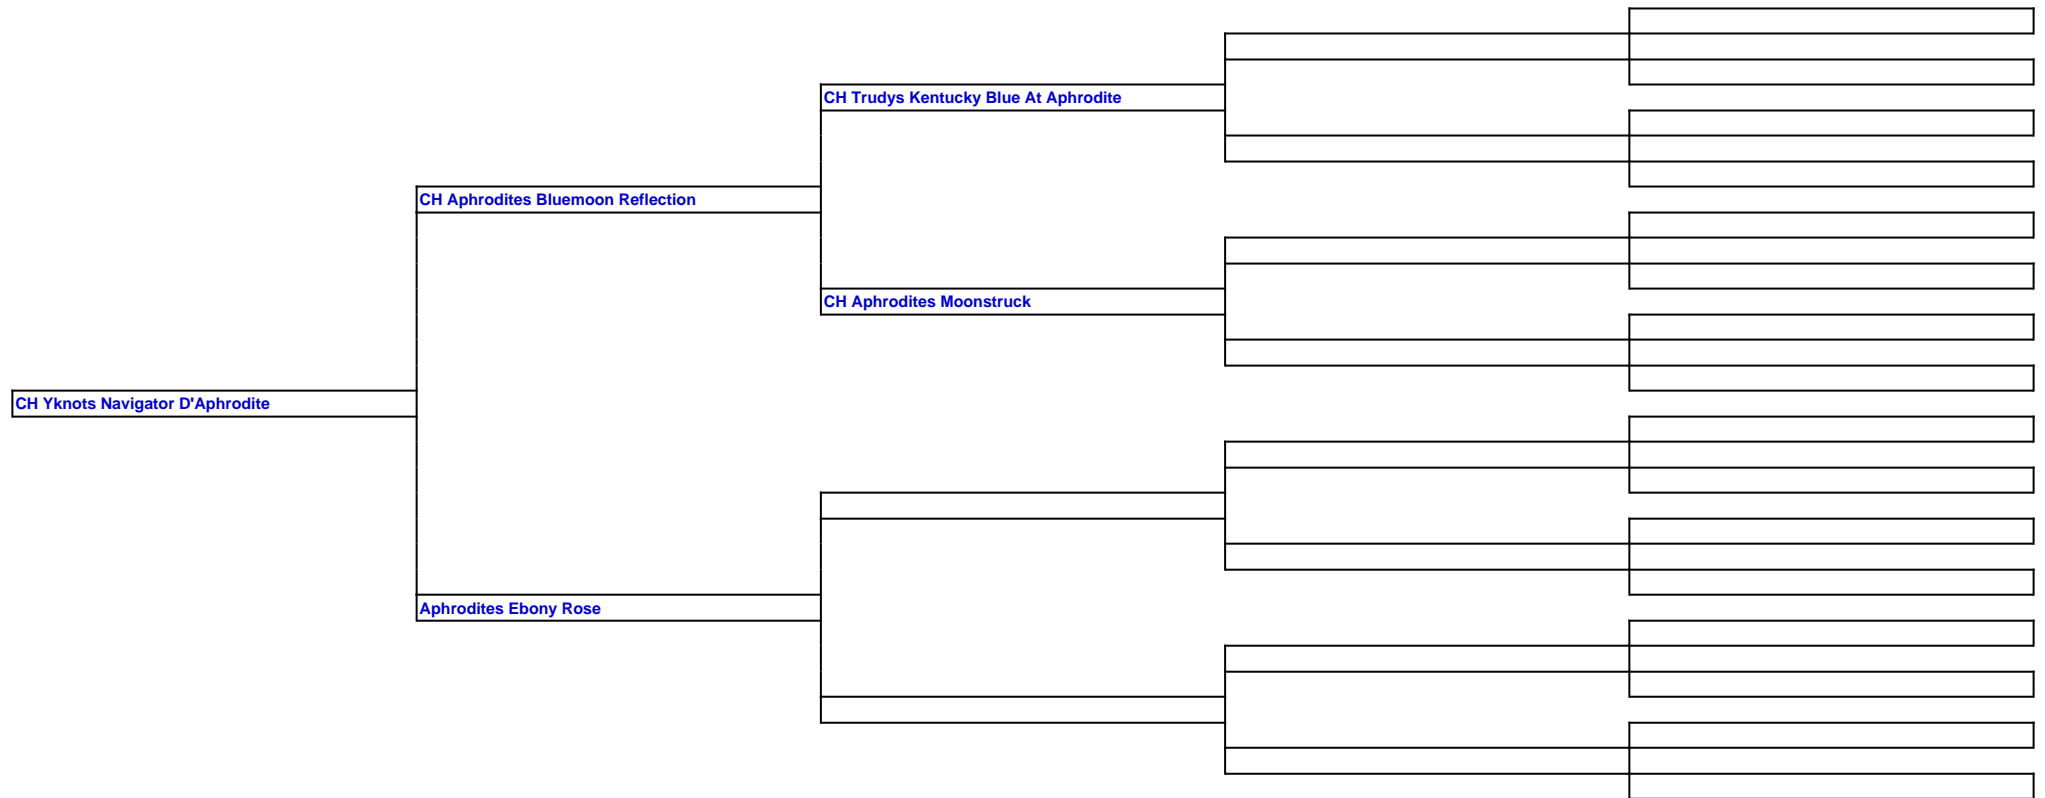 CH Trudys Kentucky Blue At Aphrodite
CH Aphrodites Bluemoon Reflection
CH Aphrodites Moonstruck
CH Yknots Navigator D'Aphrodite
Aphrodites Ebony Rose